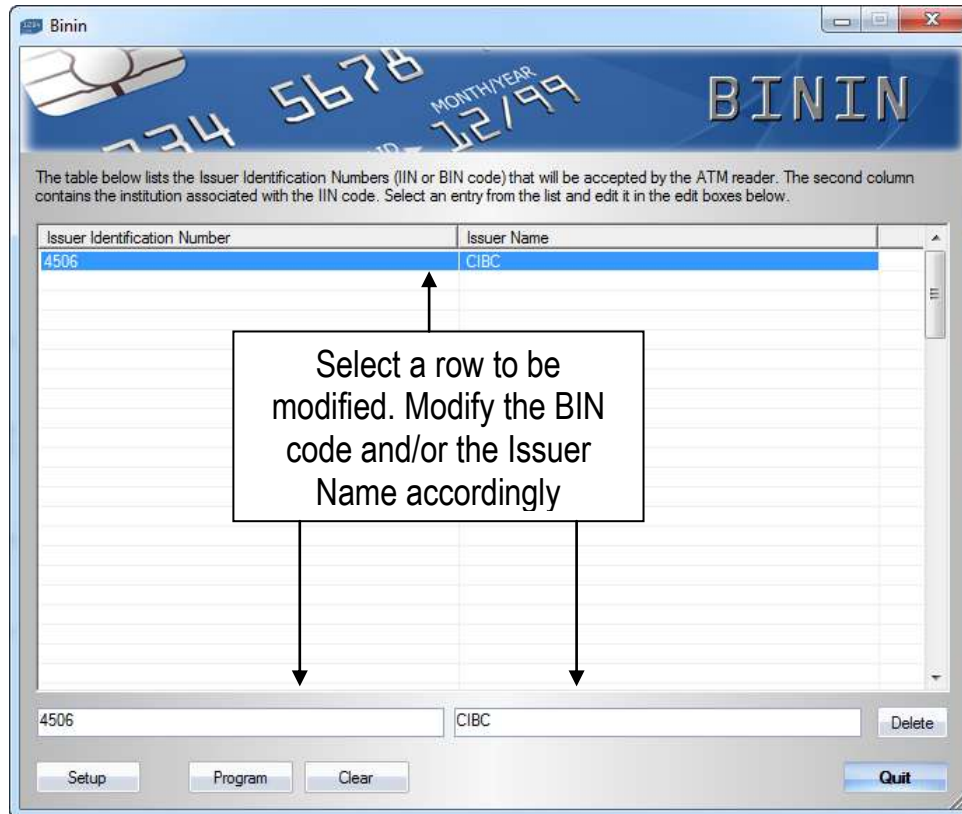 Binin
5678
MONTH/YEAR
234
12/99
BININ
The table below lists the Issuer Identification Numbers (IIN or BIN code) that will be accepted by the ATM reader. The second column
contains the institution associated with the IIN code. Select an entry from the list and edit it in the edit boxes below.
Issuer Identification Number Issuer Name
4506 CIBC
Select a row to be
modified. Modify the BIN
code and/or the Issuer
Name accordingly
4506 CIBC Delete
Setup Program Clear Quit